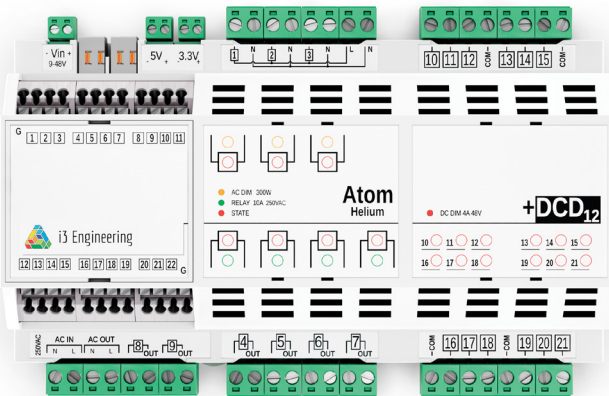 - Vin +
9-48V
5V +
3.3V +
1 N 2 N 3 N L N
10 11 12 COM- 13 14 15 COM-
G
1 2 3 4 5 6 7 8 9 10 11
i3 Engineering
12 13 14 15 16 17 18 19 20 21 22
G
AC DIM 300W
RELAY 10A 250VAC
STATE
Atom
Helium
DC DIM 4A 48V
+DCD12
10 11 12 13 14 15
16 17 18 19 20 21
250VAC
AC IN AC OUT
N L N L
8 OUT 9 OUT
4 OUT 5 OUT 6 OUT 7 OUT
-COM 16 17 18 -COM 19 20 21